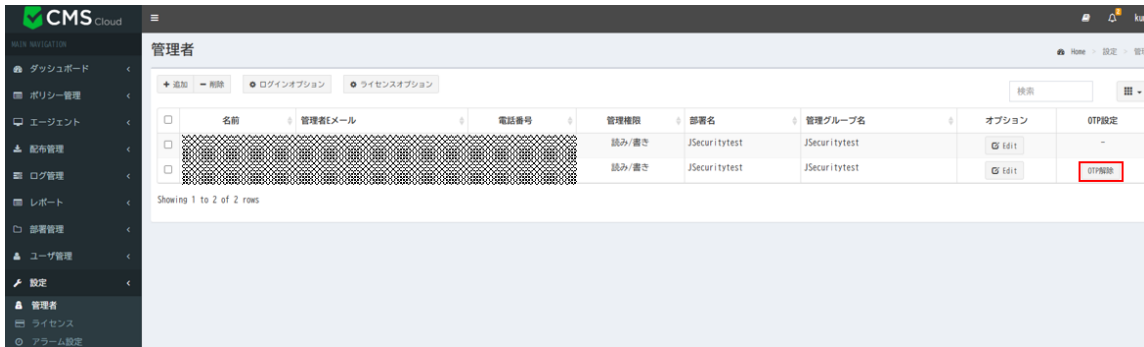 CMS Cloud
2
ku
MAIN NAVIGATION
管理者
Home > 設定 > 管理
ダッシュボード
ポリシー管理
エージェント
配布管理
ログ管理
レポート
部署管理
ユーザ管理
設定
管理者
ライセンス
アラーム設定
追加 削除 ログインオプション ライセンスオプション
検索
名前 管理者Eメール 電話番号 管理権限 部署名 管理グループ名 オプション OTP設定
読み/書き JSecuritytest JSecuritytest Edit -
読み/書き JSecuritytest JSecuritytest Edit OTP解除
Showing 1 to 2 of 2 rows